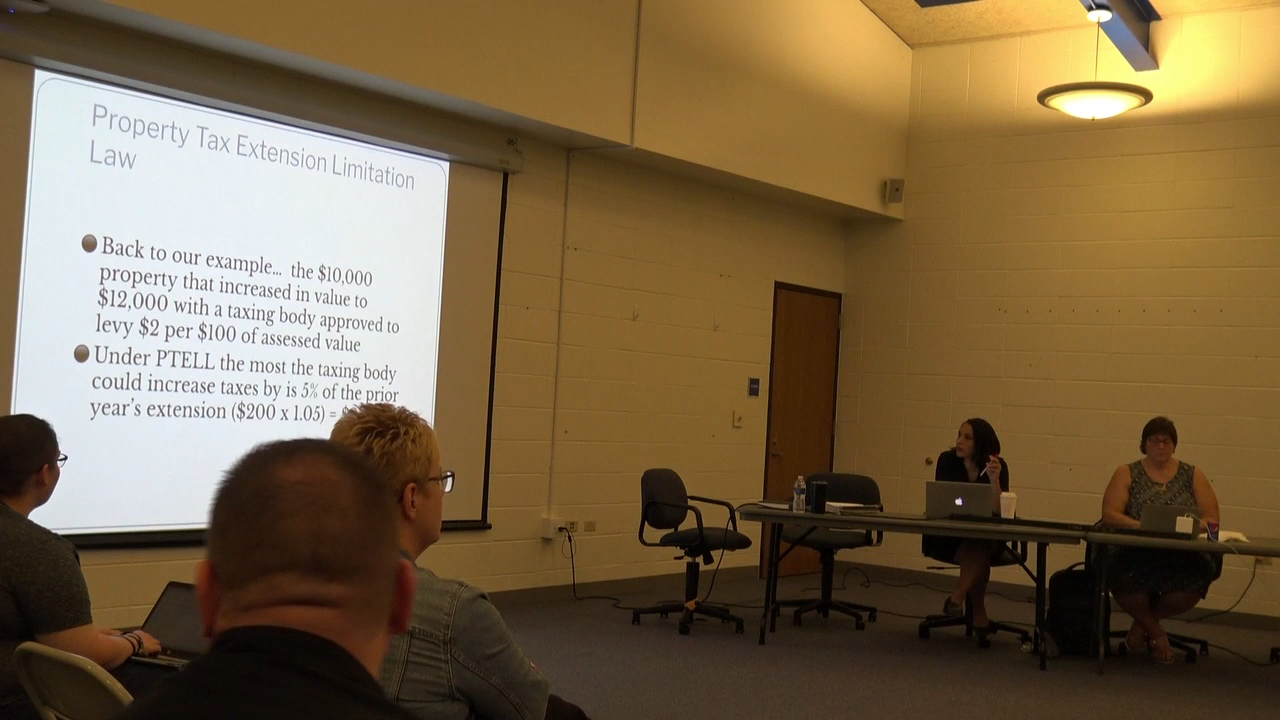 Property Tax Extension Limitation
Law
Back to our example... the $10,000
property that increased in value to
$12,000 with a taxing body approved to
levy $2 per $100 of assessed value
Under PTELL the most the taxing body
could increase taxes by is 5% of the prior
year's extension ($200 x 1.05) =